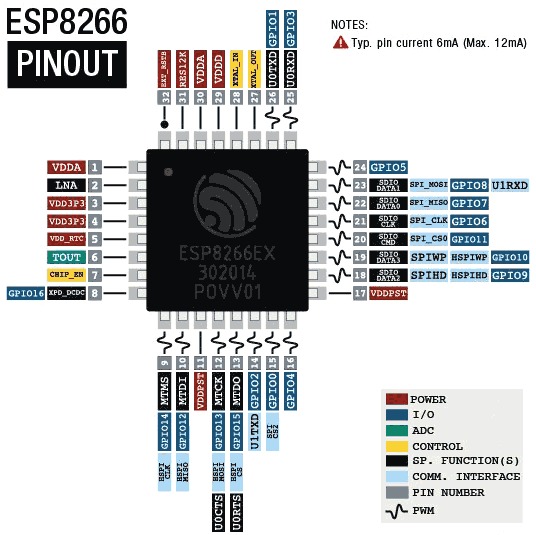 ESP8266
PINOUT
NOTES:
Typ. pin current 6mA (Max. 12mA)
32 EXT_RSTB
31 RES12K
30 VDDA
29 VDDD
28 XTAL_IN
27 XTAL_OUT
26 U0TXD GPIO1
25 U0RXD GPIO3
VDDA 1
LNA 2
VDD3P3 3
VDD3P3 4
VDD_RTC 5
TOUT 6
CHIP_EN 7
GPIO16 XPD_DCDC 8
ESP8266EX
302014
P0VV01
24 GPIO5
23 SDIO DATA1 SPI_MOSI GPIO8 U1RXD
22 SDIO DATA0 SPI_MISO GPIO7
21 SDIO CLK SPI_CLK GPIO6
20 SDIO CMD SPI_CS0 GPIO11
19 SDIO DATA3 SPIWP HSPIWP GPIO10
18 SDIO DATA2 SPIHD HSPIHD GPIO9
17 VDDPST
9 MTMS GPIO14 HSPI CLK
10 MTDI GPIO12 HSPI MISO
11 VDDPST
12 MTCK GPIO13 HSPI MOSI U0CTS
13 MTDO GPIO15 HSPI CS U0RTS
14 GPIO2 U1TXD
15 GPIO0 SPI CS2
16 GPIO4
POWER
I/O
ADC
CONTROL
SP. FUNCTION(S)
COMM. INTERFACE
PIN NUMBER
PWM